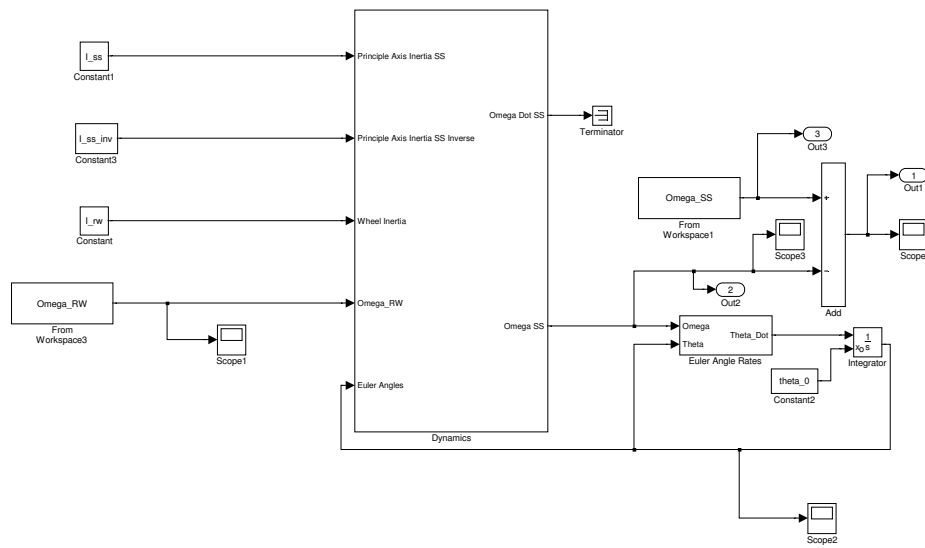 I_ss
Constant1
Principle Axis Inertia SS
I_ss_inv
Constant3
Principle Axis Inertia SS Inverse
I_rw
Constant
Wheel Inertia
Omega_RW
From
Workspace3
Scope1
Omega_RW
Euler Angles
Omega Dot SS
Omega SS
Dynamics
Terminator
Omega_SS
From
Workspace1
3
Out3
Scope3
2
Out2
+
−
Add
1
Out1
Scope
Omega
Theta
Theta_Dot
Euler Angle Rates
theta_0
Constant2
1
s
xo
Integrator
Scope2